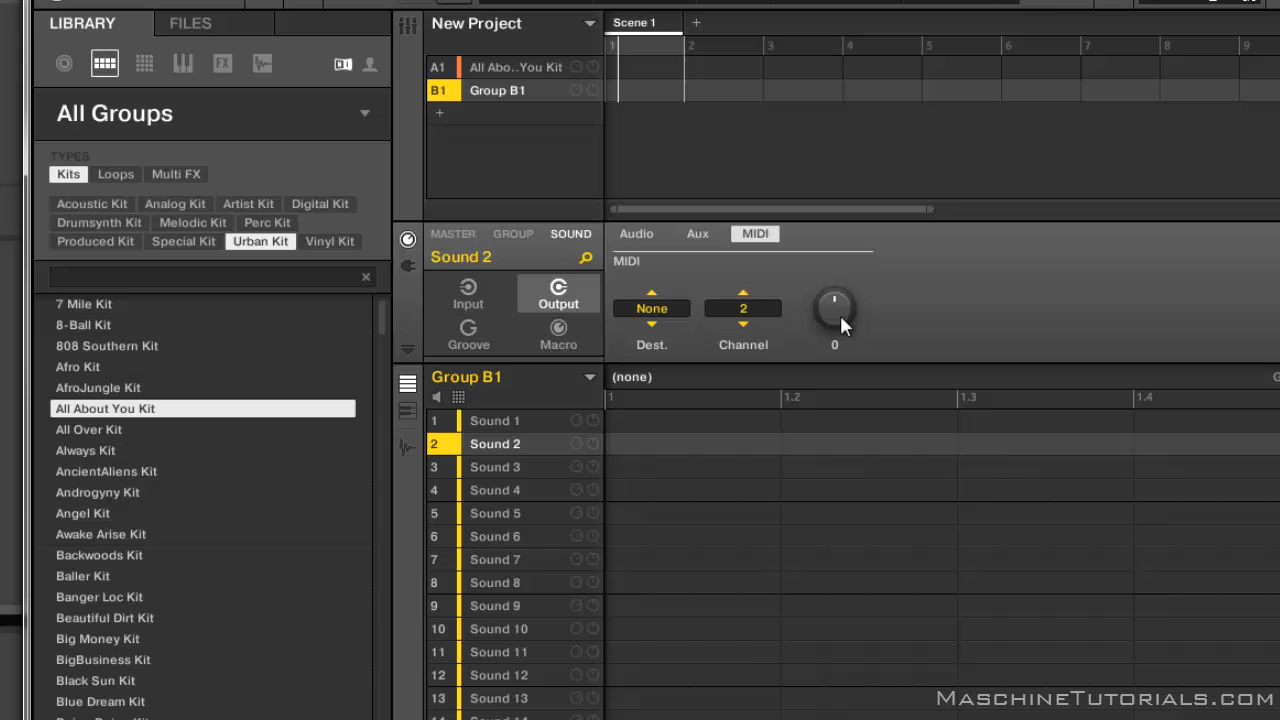 LIBRARY
FILES
All Groups
TYPES
Kits Loops Multi FX
Acoustic Kit Analog Kit Artist Kit Digital Kit
Drumsynth Kit Melodic Kit Perc Kit
Produced Kit Special Kit Urban Kit Vinyl Kit
7 Mile Kit
8-Ball Kit
808 Southern Kit
Afro Kit
AfroJungle Kit
All About You Kit
All Over Kit
Always Kit
AncientAliens Kit
Androgyny Kit
Angel Kit
Awake Arise Kit
Backwoods Kit
Baller Kit
Banger Loc Kit
Beautiful Dirt Kit
Big Money Kit
BigBusiness Kit
Black Sun Kit
Blue Dream Kit
New Project
Scene 1 +
1 2 3 4 5 6 7 8 9
A1 All Abo..You Kit
B1 Group B1
+
MASTER GROUP SOUND
Sound 2
Input Output
Groove Macro
Audio Aux MIDI
MIDI
None 2
Dest. Channel 0
Group B1
(none)
1 1.2 1.3 1.4
1 Sound 1
2 Sound 2
3 Sound 3
4 Sound 4
5 Sound 5
6 Sound 6
7 Sound 7
8 Sound 8
9 Sound 9
10 Sound 10
11 Sound 11
12 Sound 12
13 Sound 13
MASCHINETUTORIALS.COM